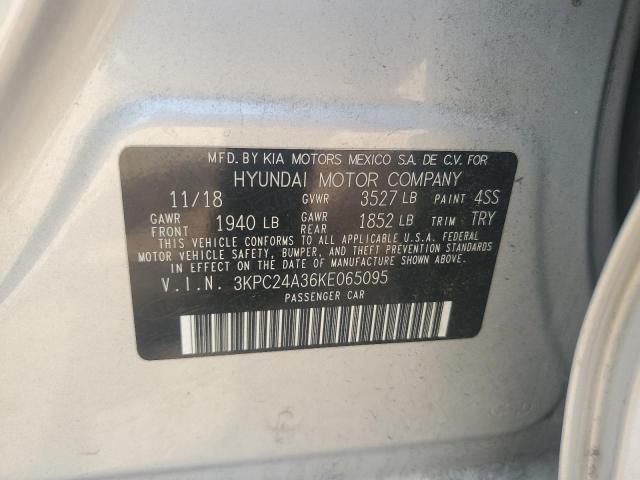 MFD. BY KIA MOTORS MEXICO S.A. DE C.V. FOR
HYUNDAI MOTOR COMPANY
11/18 GVWR 3527 LB PAINT 4SS
GAWR FRONT 1940 LB GAWR REAR 1852 LB TRIM TRY
THIS VEHICLE CONFORMS TO ALL APPLICABLE U.S.A. FEDERAL
MOTOR VEHICLE SAFETY, BUMPER, AND THEFT PREVENTION STANDARDS
IN EFFECT ON THE DATE OF MANUFACTURE SHOWN ABOVE.
V.I.N. 3KPC24A36KE065095
PASSENGER CAR